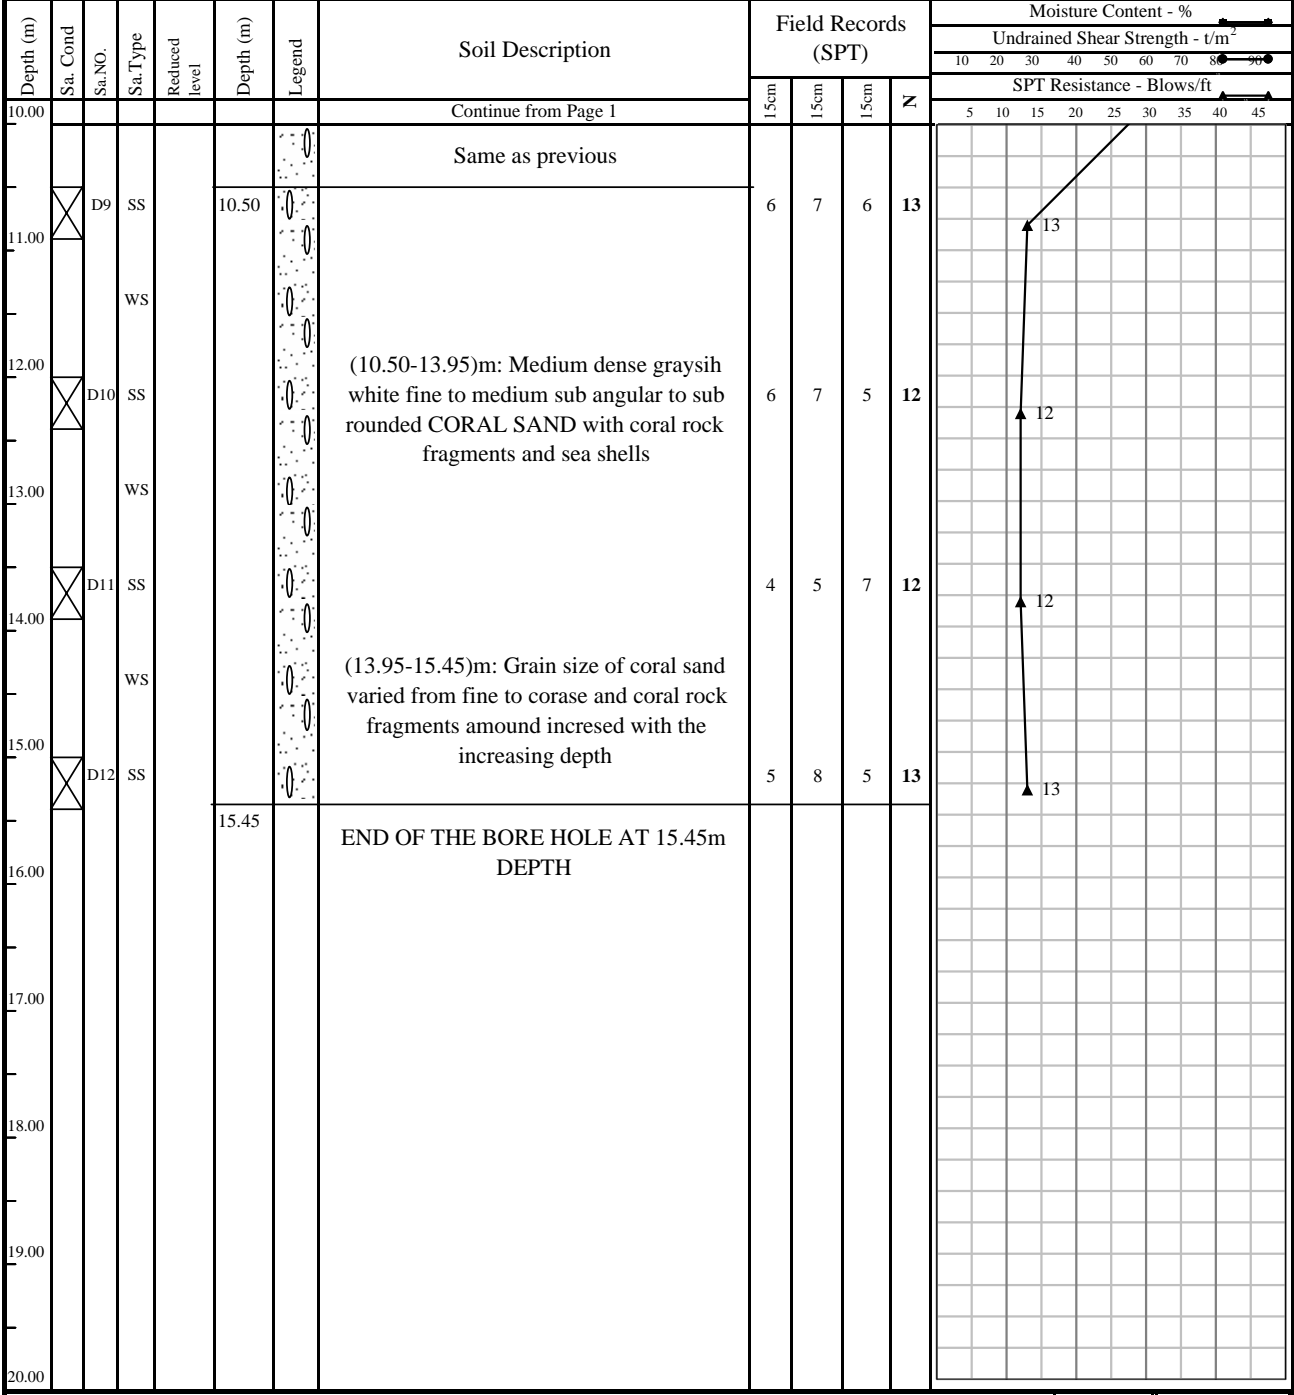 Depth (m)
Sa. Cond
Sa.NO.
Sa.Type
Reduced
level
Depth (m)
Legend
Soil Description
Field Records
(SPT)
Moisture Content - %
Undrained Shear Strength - t/m2
10 20 30 40 50 60 70 80 90
SPT Resistance - Blows/ft
15cm 15cm 15cm N
10.00 Continue from Page 1 5 10 15 20 25 30 35 40 45
Same as previous
D9 SS 10.50 6 7 6 13
13
11.00
WS
12.00
(10.50-13.95)m: Medium dense graysih
D10 SS white fine to medium sub angular to sub 6 7 5 12
12
rounded CORAL SAND with coral rock
fragments and sea shells
13.00 WS
D11 SS 4 5 7 12
12
14.00
(13.95-15.45)m: Grain size of coral sand
WS
varied from fine to corase and coral rock
fragments amound incresed with the
15.00
increasing depth
D12 SS 5 8 5 13
13
15.45
END OF THE BORE HOLE AT 15.45m
DEPTH
16.00
17.00
18.00
19.00
20.00